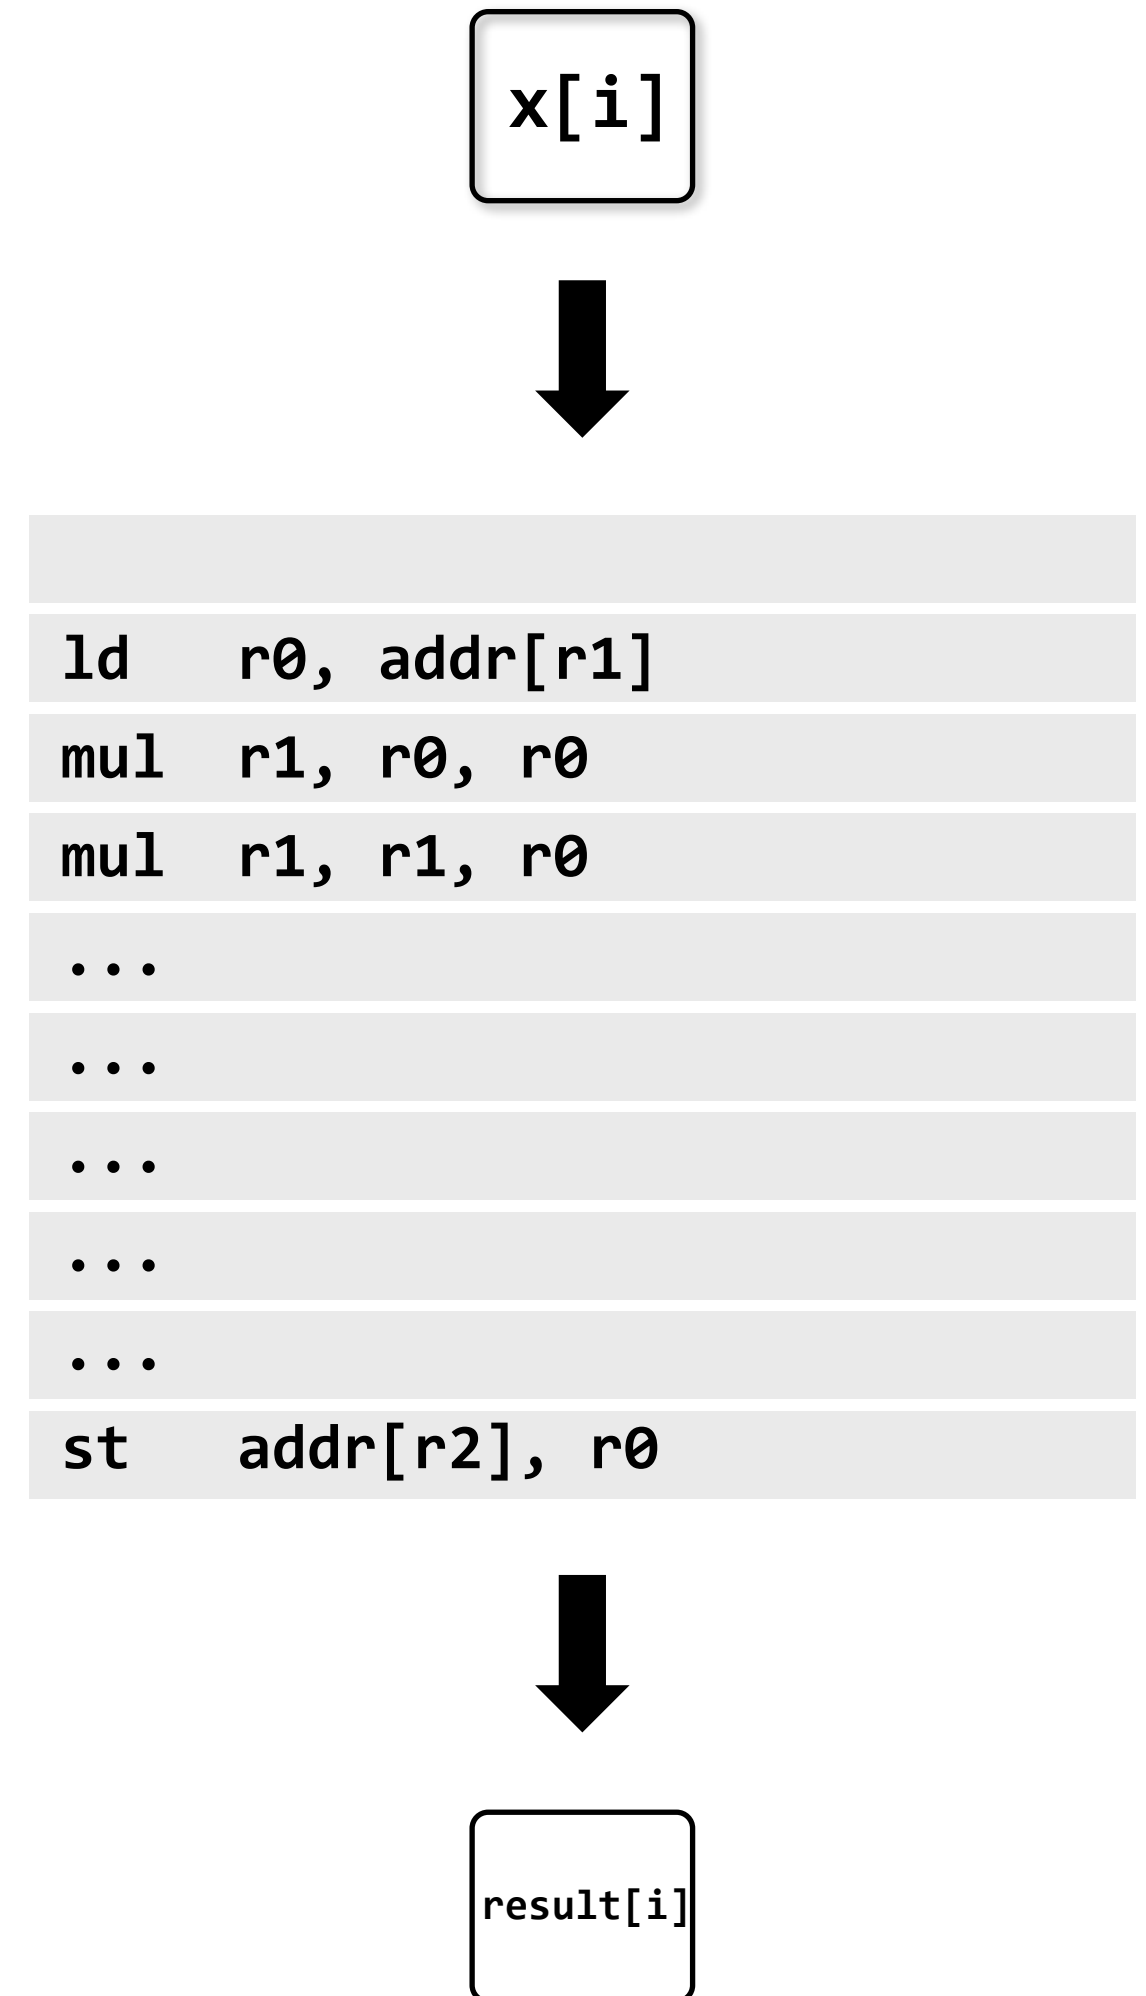 x[i]
ld r0, addr[r1]
mul r1, r0, r0
mul r1, r1, r0
...
...
...
...
...
st addr[r2], r0
result[i]